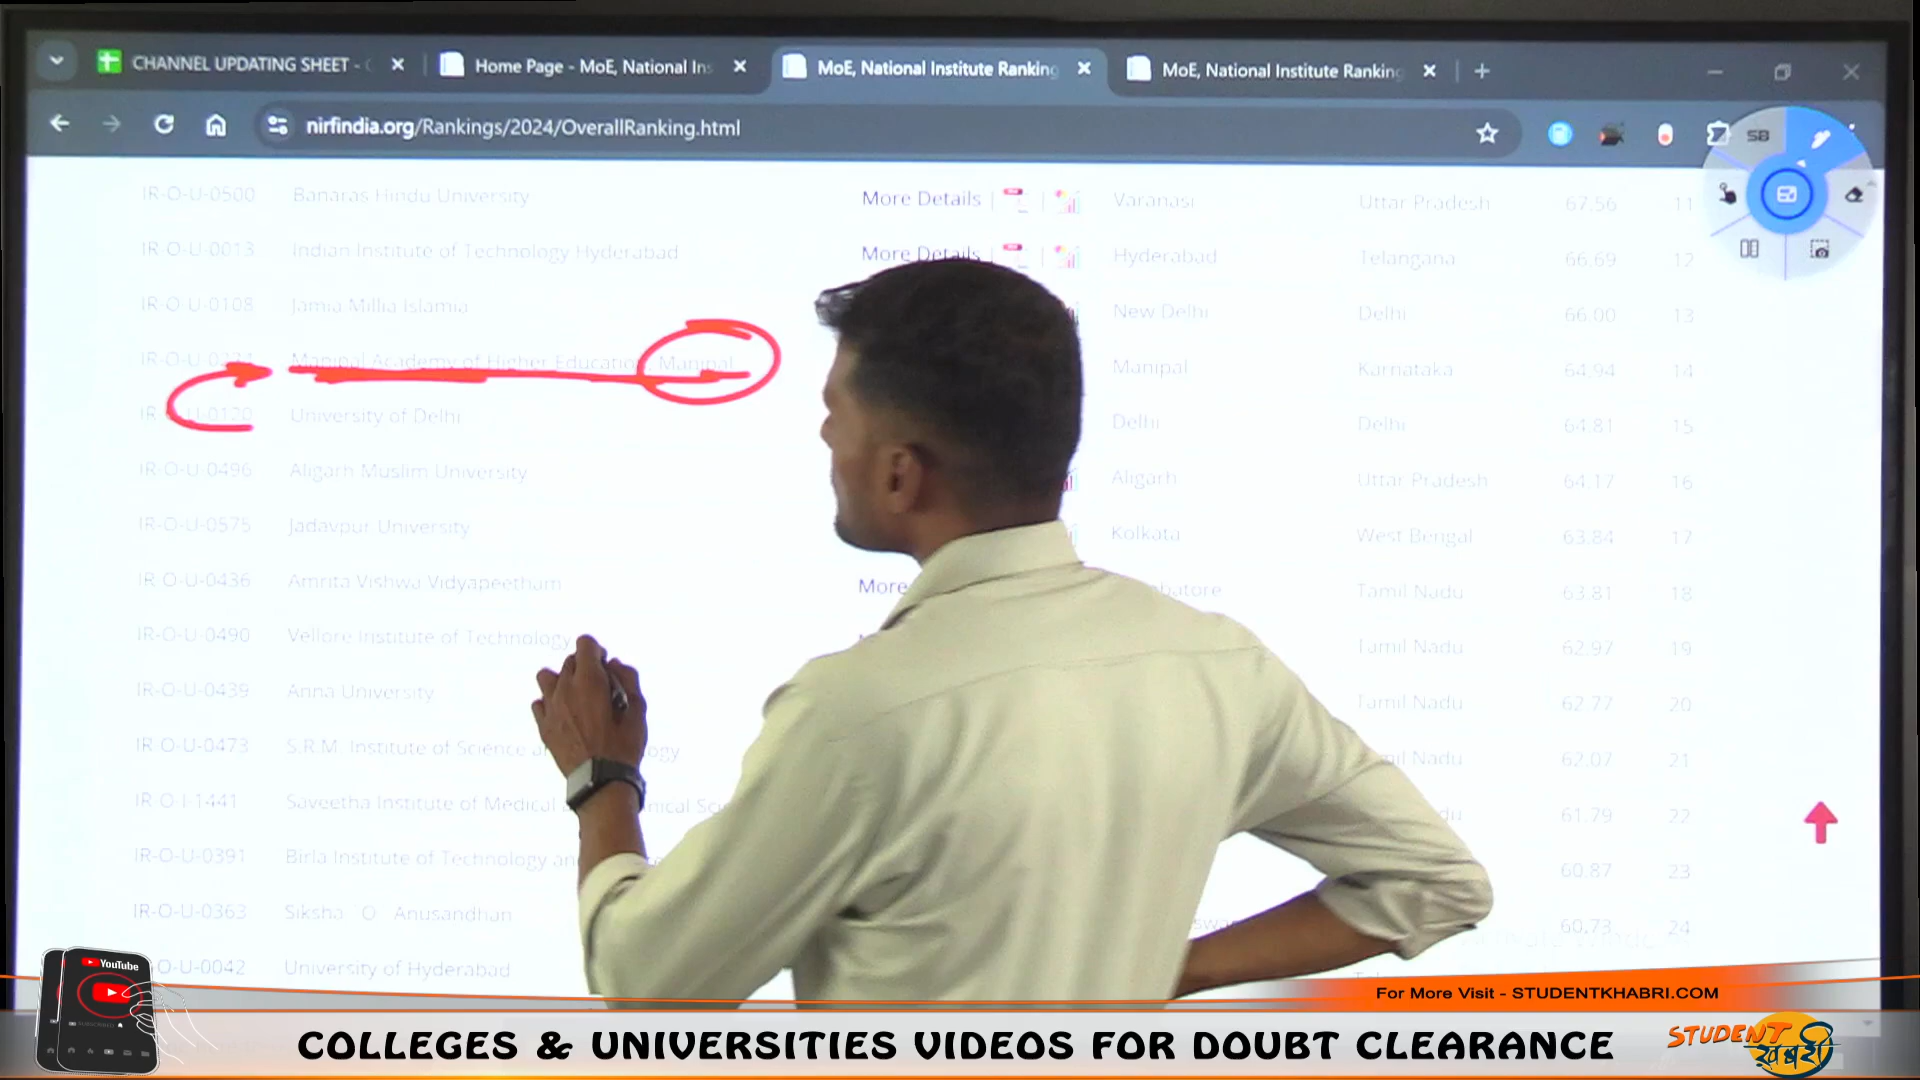 CHANNEL UPDATING SHEET -
Home Page - MoE, National Ins
MoE, National Institute Ranking
MoE, National Institute Ranking
nirfindia.org/Rankings/2024/OverallRanking.html
SB
IR-O-U-0500 Banaras Hindu University More Details | | Varanasi Uttar Pradesh 67.56 11
IR-O-U-0013 Indian Institute of Technology Hyderabad More Details | | Hyderabad Telangana 66.69 12
IR-O-U-0108 Jamia Millia Islamia New Delhi Delhi 66.00 13
Manipal Academy of Higher Education, Manipal Manipal Karnataka 64.94 14
University of Delhi Delhi Delhi 64.81 15
IR-O-U-0496 Aligarh Muslim University Aligarh Uttar Pradesh 64.17 16
IR-O-U-0575 Jadavpur University Kolkata West Bengal 63.84 17
IR-O-U-0436 Amrita Vishwa Vidyapeetham More batore Tamil Nadu 63.81 18
IR-O-U-0490 Vellore Institute of Technology Tamil Nadu 62.97 19
IR-O-U-0439 Anna University Tamil Nadu 62.77 20
IR-O-U-0473 S.R.M. Institute of Science ogy Nadu 62.07 21
IR-O-I-1441 Saveetha Institute of Medical 61.79 22
IR-O-U-0391 Birla Institute of Technology 60.87 23
IR-O-U-0363 Siksha `O` Anusandhan 60.73 24
O-U-0042 University of Hyderabad
YouTube
For More Visit - STUDENTKHABRI.COM
COLLEGES & UNIVERSITIES VIDEOS FOR DOUBT CLEARANCE
STUDENT
खबरी